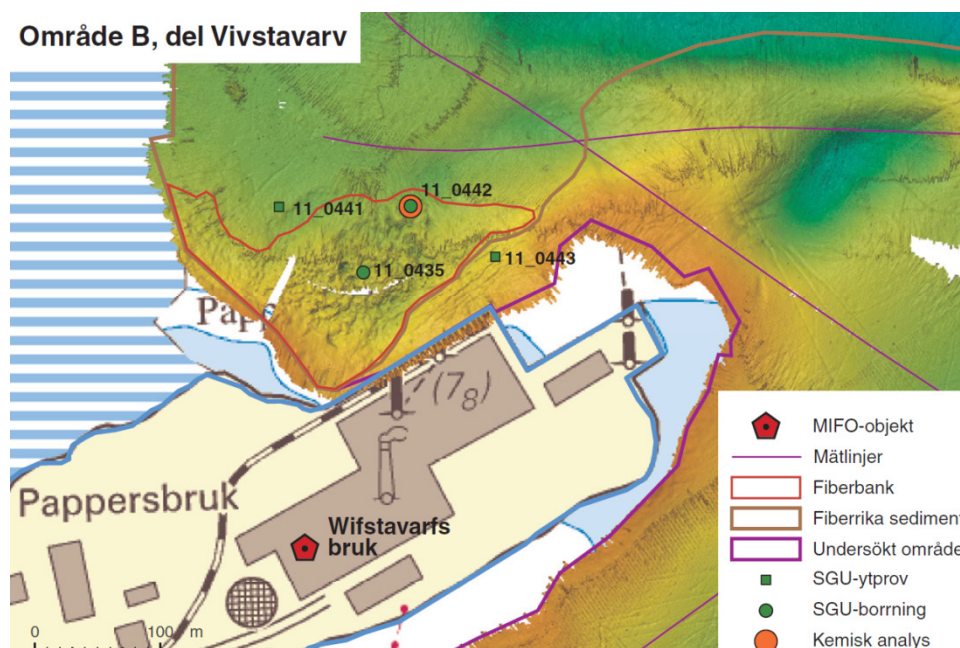 Område B, del Vivstavarv
11_0442
11_0441
11_0443
11_0435
Papp
(7₈)
Pappersbruk
Wifstavarfs
bruk
0 100 m
MIFO-objekt
Mätlinjer
Fiberbank
Fiberrika sediment
Undersökt område
SGU-ytprov
SGU-borrning
Kemisk analys